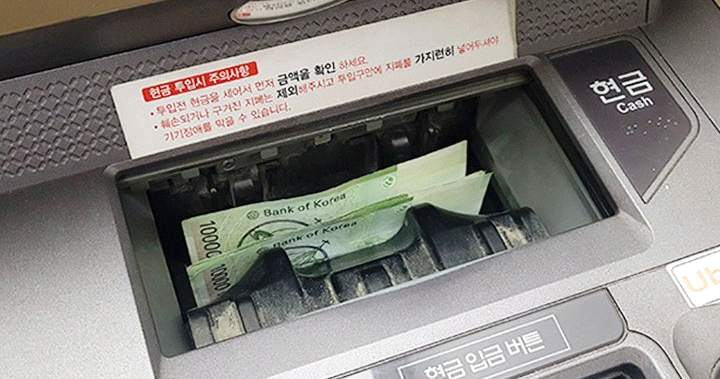 현금 투입시 주의사항
• 투입전 현금을 세어서 먼저 금액을 확인 하세요.
• 훼손되거나 구겨진 지폐는 제외해주시고 투입구안에 지폐를 가지런히 넣어두셔야
기기장애를 막을 수 있습니다.
현금
Cash
Bank of Korea
10000
Bank of Korea
10000
현금 입금 버튼